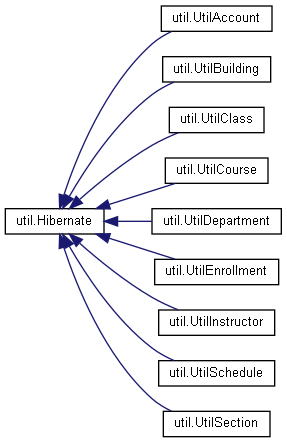 util.UtilAccount
util.UtilBuilding
util.UtilClass
util.UtilCourse
util.Hibernate
util.UtilDepartment
util.UtilEnrollment
util.UtilInstructor
util.UtilSchedule
util.UtilSection